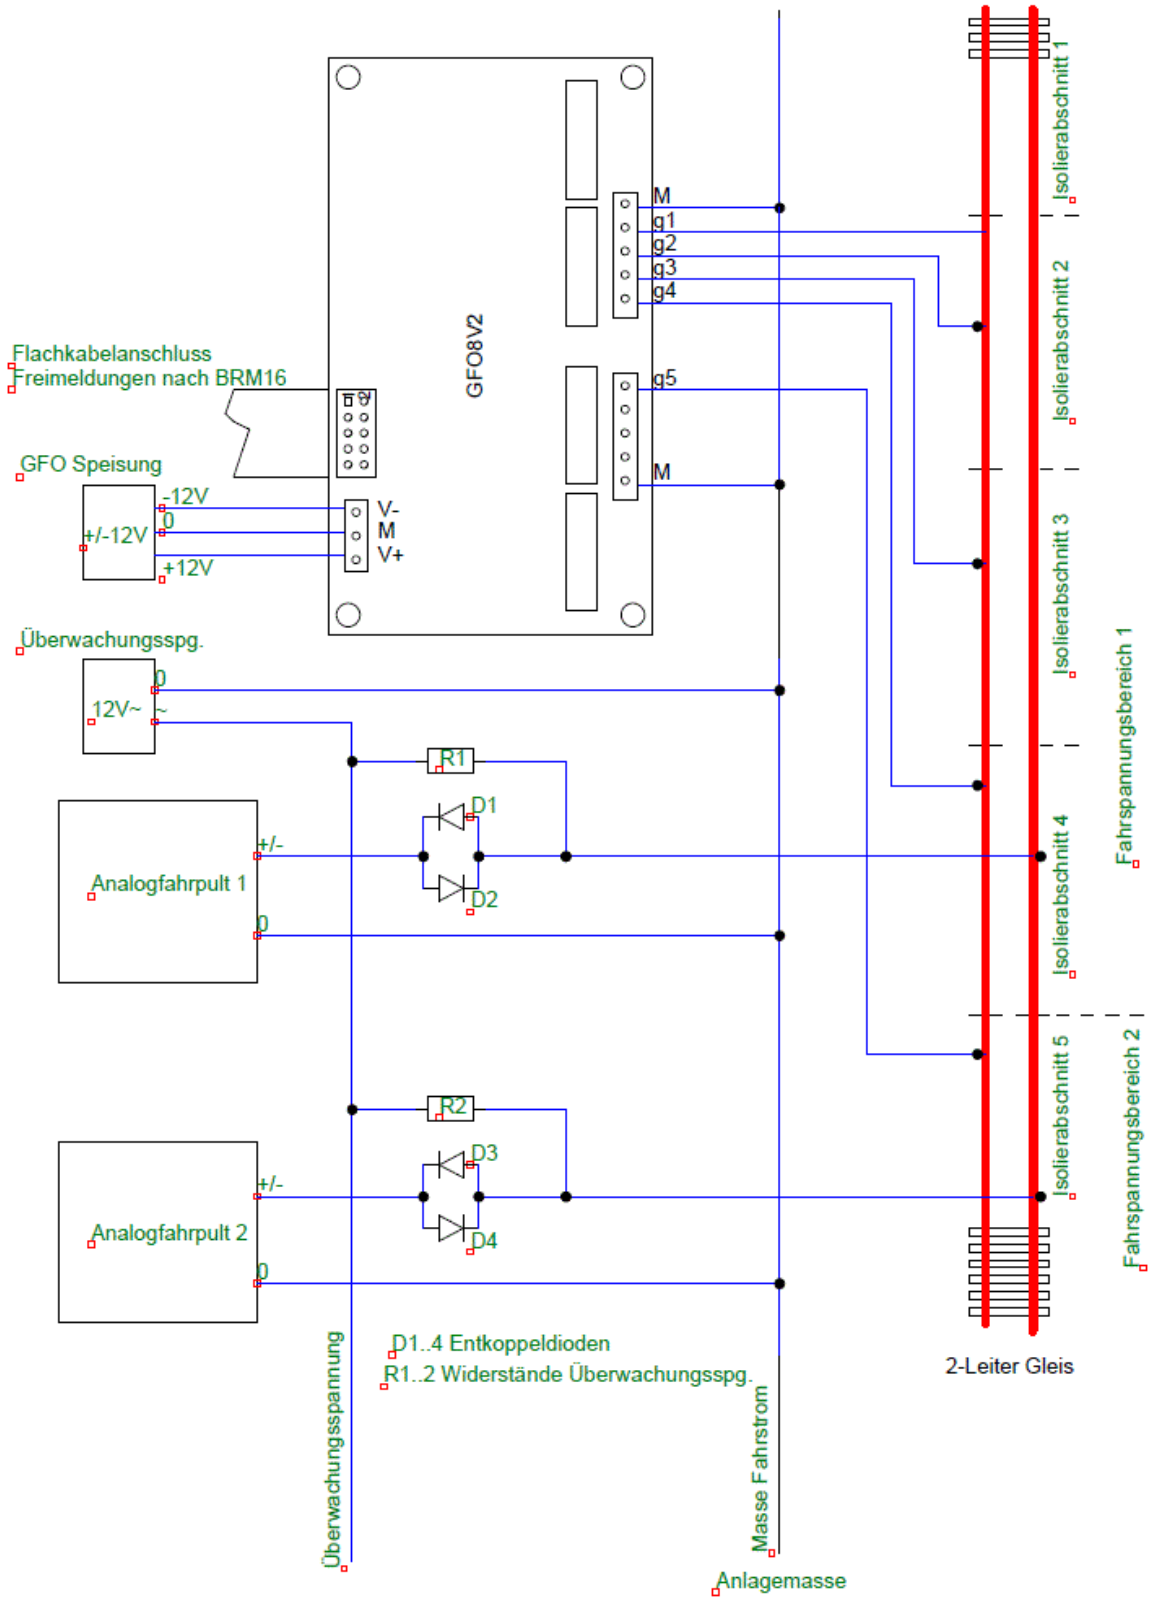 Isolierabschnitt 1
M
g1
g2
g3
g4
Isolierabschnitt 2
GFO8V2
Flachkabelanschluss
Freimeldungen nach BRM16
g5
GFO Speisung
M
-12V
0
+/-12V
+12V
V-
M
V+
Isolierabschnitt 3
Überwachungsspg.
0
12V~
~
Fahrspannungsbereich 1
R1
D1
+/-
Analogfahrpult 1
D2
0
Isolierabschnitt 4
Isolierabschnitt 5
Fahrspannungsbereich 2
R2
D3
+/-
Analogfahrpult 2
D4
0
D1..4 Entkoppeldioden
R1..2 Widerstände Überwachungsspg.
2-Leiter Gleis
Überwachungsspannung
Masse Fahrstrom
Anlagemasse